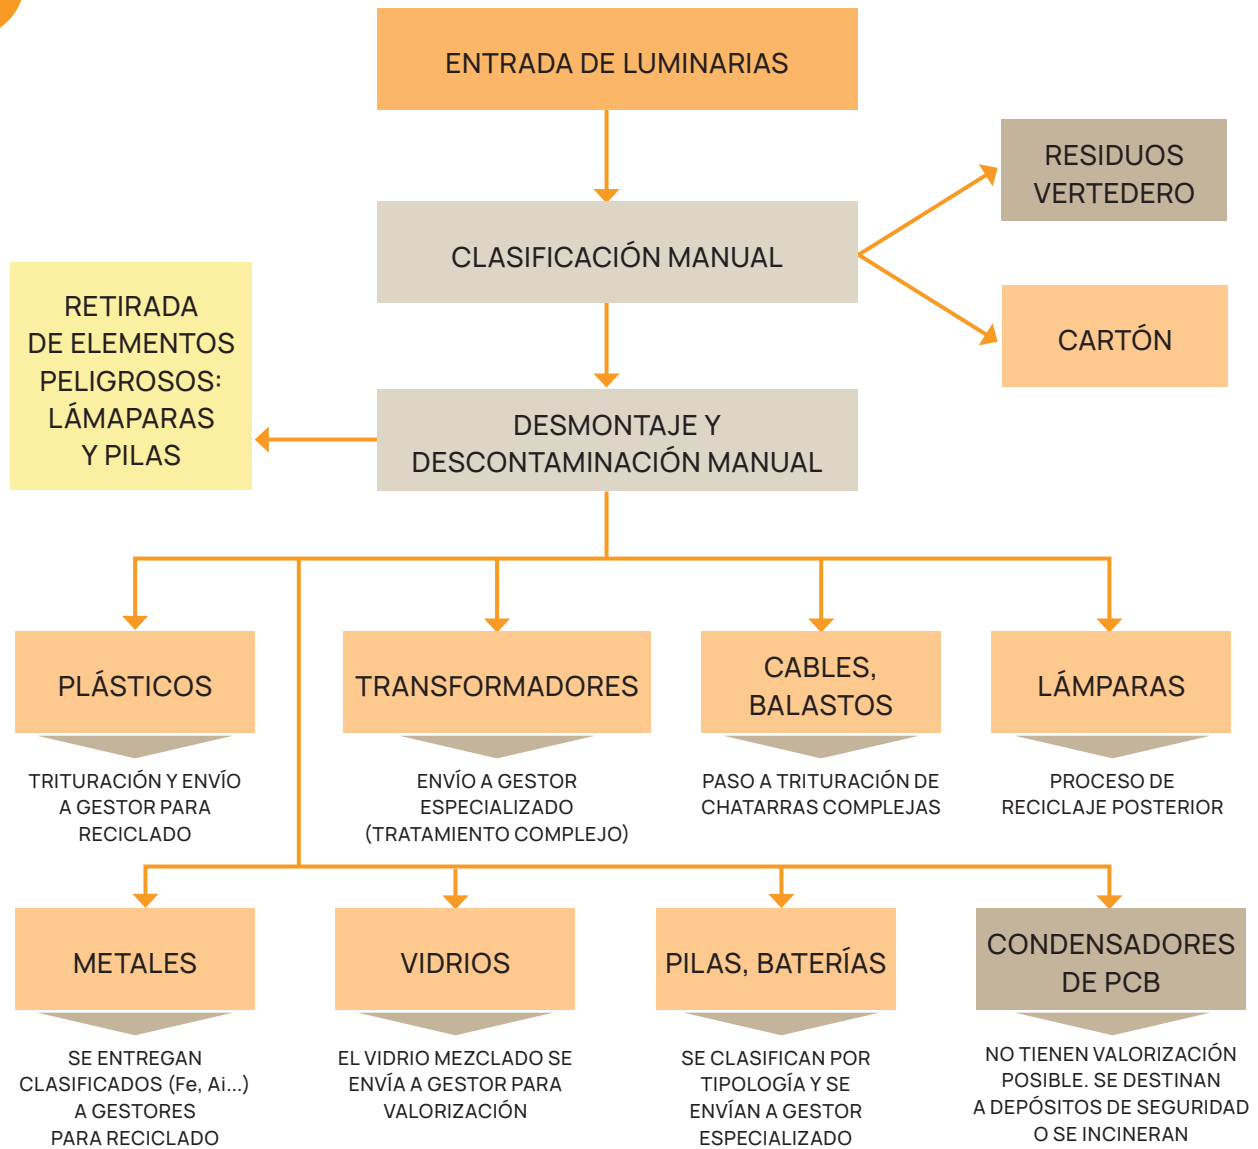 ENTRADA DE LUMINARIAS
RESIDUOS
VERTEDERO
CLASIFICACIÓN MANUAL
CARTÓN
RETIRADA
DE ELEMENTOS
PELIGROSOS:
LÁMAPARAS
Y PILAS
DESMONTAJE Y
DESCONTAMINACIÓN MANUAL
PLÁSTICOS
TRITURACIÓN Y ENVÍO
A GESTOR PARA
RECICLADO
TRANSFORMADORES
ENVÍO A GESTOR
ESPECIALIZADO
(TRATAMIENTO COMPLEJO)
CABLES,
BALASTOS
PASO A TRITURACIÓN DE
CHATARRAS COMPLEJAS
LÁMPARAS
PROCESO DE
RECICLAJE POSTERIOR
METALES
SE ENTREGAN
CLASIFICADOS (Fe, Ai...)
A GESTORES
PARA RECICLADO
VIDRIOS
EL VIDRIO MEZCLADO SE
ENVÍA A GESTOR PARA
VALORIZACIÓN
PILAS, BATERÍAS
SE CLASIFICAN POR
TIPOLOGÍA Y SE
ENVÍAN A GESTOR
ESPECIALIZADO
CONDENSADORES
DE PCB
NO TIENEN VALORIZACIÓN
POSIBLE. SE DESTINAN
A DEPÓSITOS DE SEGURIDAD
O SE INCINERAN